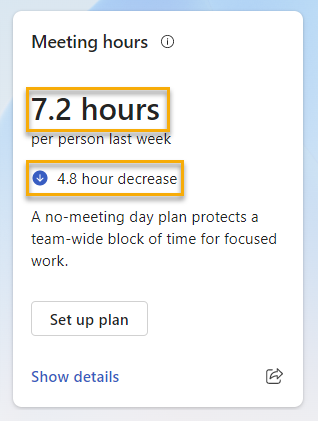 Meeting hours
7.2 hours
per person last week
4.8 hour decrease
A no-meeting day plan protects a
team-wide block of time for focused
work.
Set up plan
Show details